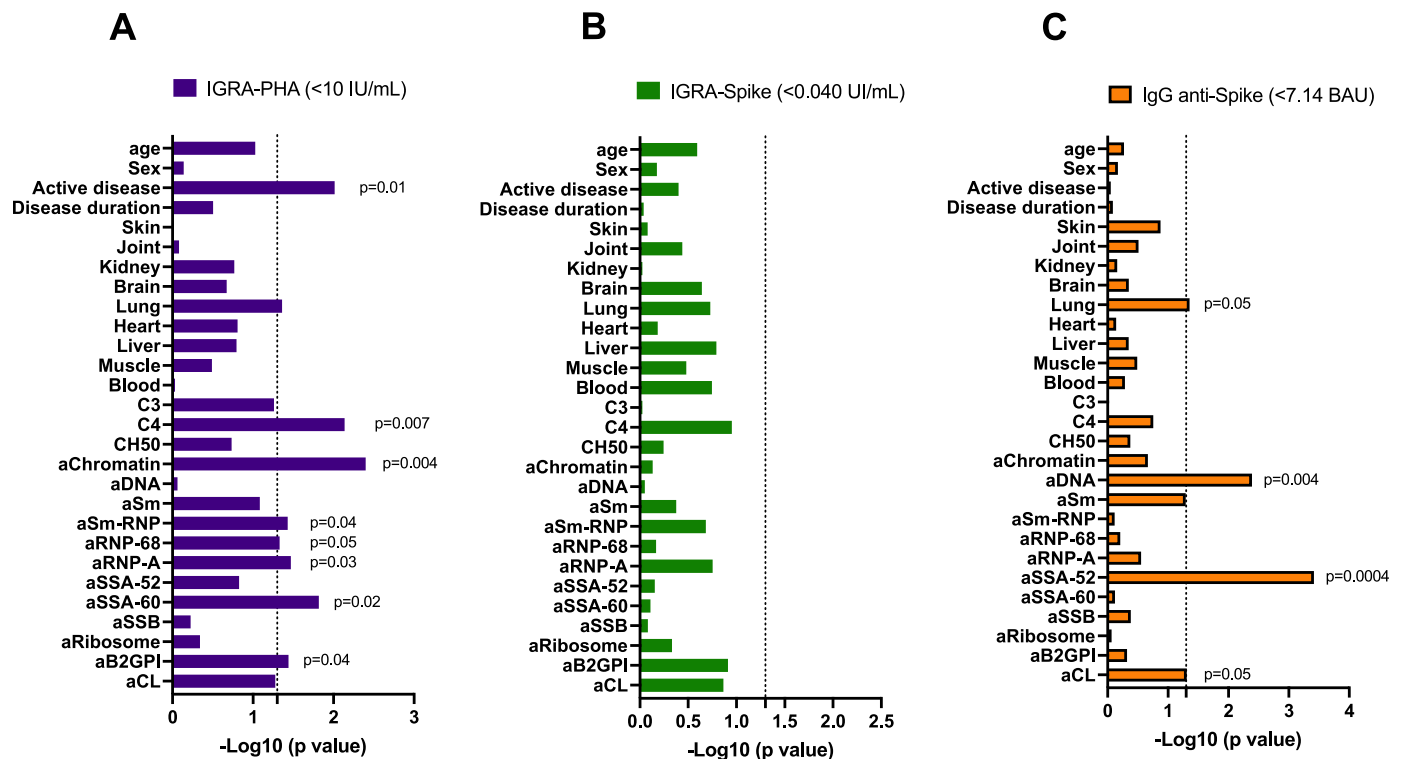 A
IGRA-PHA (<10 IU/mL)
age
Sex
Active disease p=0.01
Disease duration
Skin
Joint
Kidney
Brain
Lung
Heart
Liver
Muscle
Blood
C3
C4 p=0.007
CH50
aChromatin p=0.004
aDNA
aSm
aSm-RNP p=0.04
aRNP-68 p=0.05
aRNP-A p=0.03
aSSA-52
aSSA-60 p=0.02
aSSB
aRibosome
aB2GPI p=0.04
aCL
0 1 2 3
-Log10 (p value)
B
IGRA-Spike (<0.040 UI/mL)
age
Sex
Active disease
Disease duration
Skin
Joint
Kidney
Brain
Lung
Heart
Liver
Muscle
Blood
C3
C4
CH50
aChromatin
aDNA
aSm
aSm-RNP
aRNP-68
aRNP-A
aSSA-52
aSSA-60
aSSB
aRibosome
aB2GPI
aCL
0.0 0.5 1.0 1.5 2.0 2.5
-Log10 (p value)
C
IgG anti-Spike (<7.14 BAU)
age
Sex
Active disease
Disease duration
Skin
Joint
Kidney
Brain
Lung p=0.05
Heart
Liver
Muscle
Blood
C3
C4
CH50
aChromatin
aDNA p=0.004
aSm
aSm-RNP
aRNP-68
aRNP-A
aSSA-52 p=0.0004
aSSA-60
aSSB
aRibosome
aB2GPI
aCL p=0.05
0 1 2 3 4
-Log10 (p value)